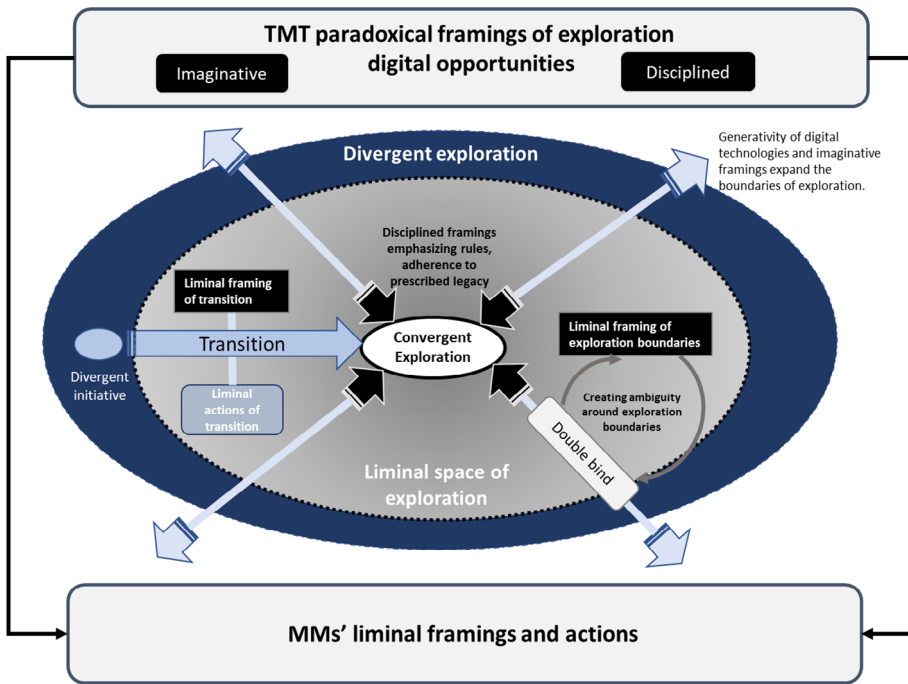 TMT paradoxical framings of exploration
digital opportunities
Imaginative
Disciplined
Divergent exploration
Generativity of digital
technologies and imaginative
framings expand the
boundaries of exploration.
Disciplined framings
emphasizing rules,
adherence to
prescribed legacy
Liminal framing
of transition
Transition
Convergent
Exploration
Liminal framing of
exploration boundaries
Divergent
initiative
Liminal
actions of
transition
Creating ambiguity
around exploration
boundaries
Double bind
Liminal space of
exploration
MMs' liminal framings and actions